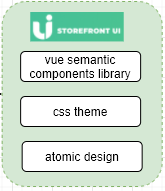 STOREFRONT UI
vue semantic
components library
css theme
atomic design